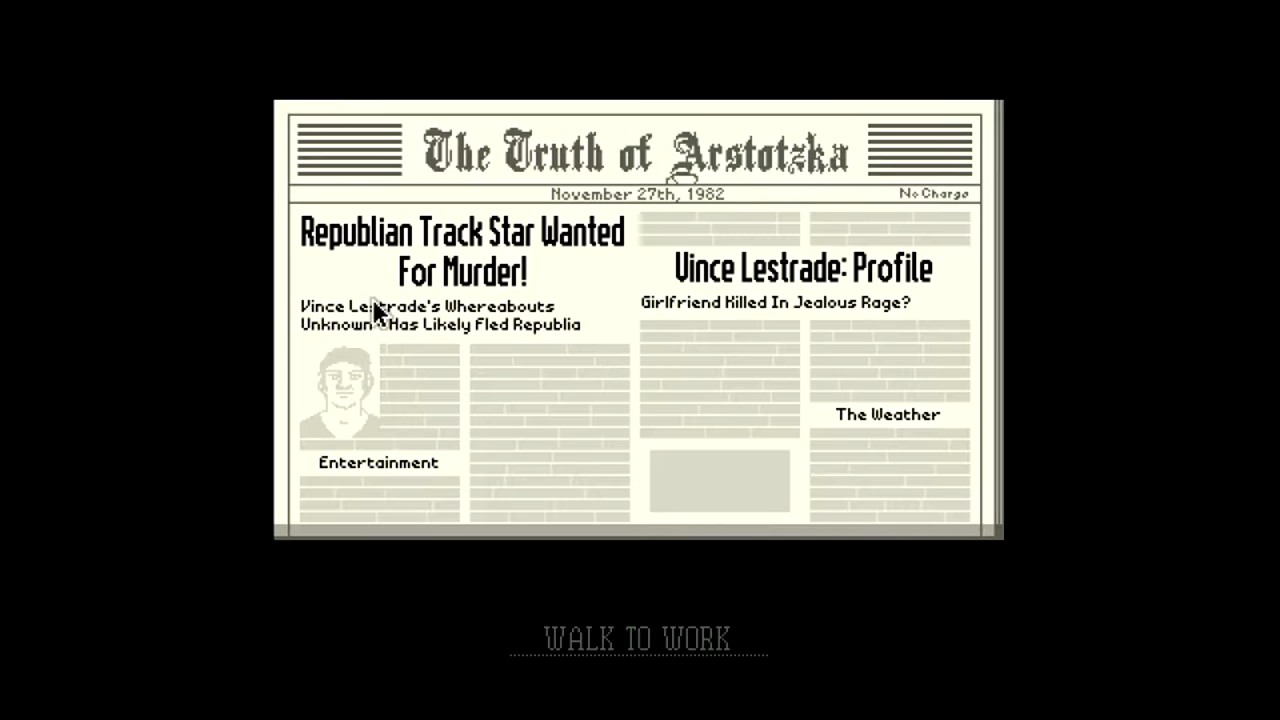 The Truth of Arstotzka
November 27th, 1982
No Charge
Republian Track Star Wanted
For Murder!
Vince Lestrade's Whereabouts
Unknown. Has Likely Fled Republia
Entertainment
Vince Lestrade: Profile
Girlfriend Killed In Jealous Rage?
The Weather
WALK TO WORK